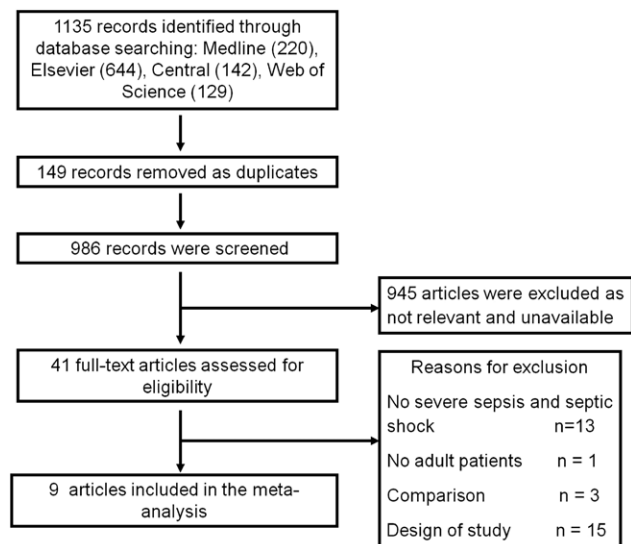 1135 records identified through
database searching: Medline (220),
Elsevier (644), Central (142), Web of
Science (129)
149 records removed as duplicates
986 records were screened
945 articles were excluded as
not relevant and unavailable
41 full-text articles assessed for
eligibility
Reasons for exclusion
No severe sepsis and septic
shock n=13
No adult patients n = 1
Comparison n = 3
Design of study n = 15
9 articles included in the meta-
analysis